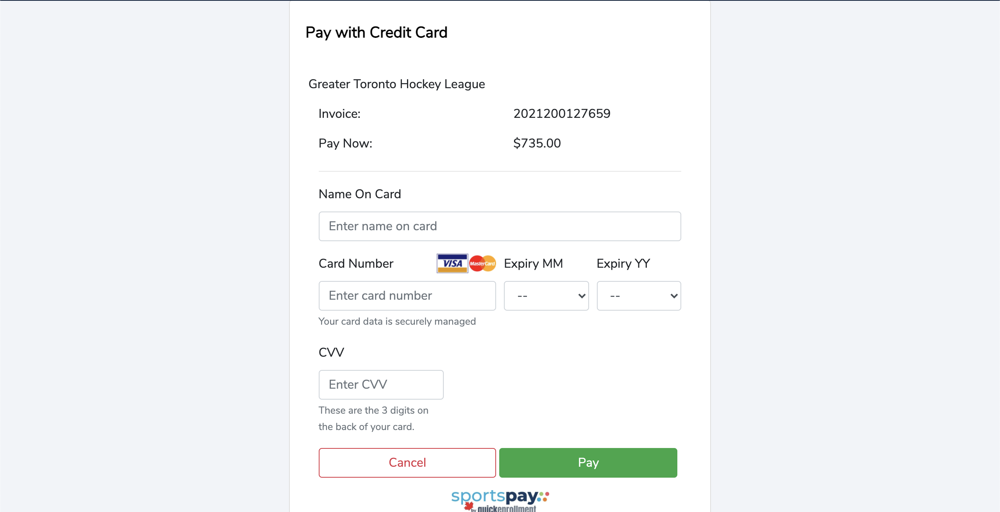 Pay with Credit Card
Greater Toronto Hockey League
Invoice: 2021200127659
Pay Now: $735.00
Name On Card
Enter name on card
Card Number VISA MasterCard Expiry MM Expiry YY
Enter card number -- --
Your card data is securely managed
CVV
Enter CVV
These are the 3 digits on
the back of your card.
Cancel Pay
sportspay
by quickenrollment